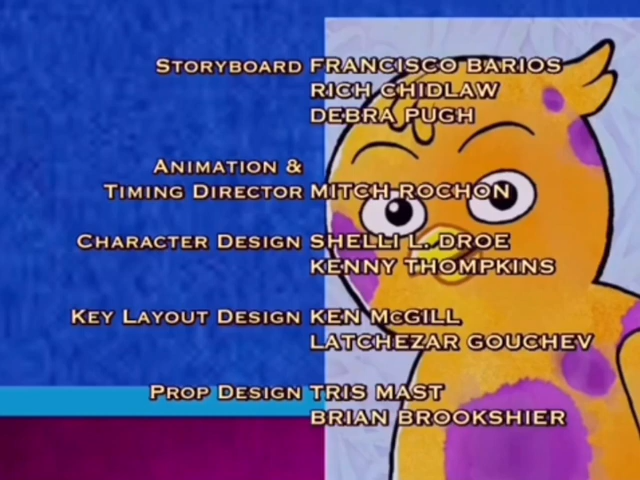 STORYBOARD FRANCISCO BARIOS
RICH CHIDLAW
DEBRA PUGH
ANIMATION &
TIMING DIRECTOR MITCH ROCHON
CHARACTER DESIGN SHELLI L. DROE
KENNY THOMPKINS
KEY LAYOUT DESIGN KEN McGILL
LATCHEZAR GOUCHEV
PROP DESIGN TRIS MAST
BRIAN BROOKSHIER